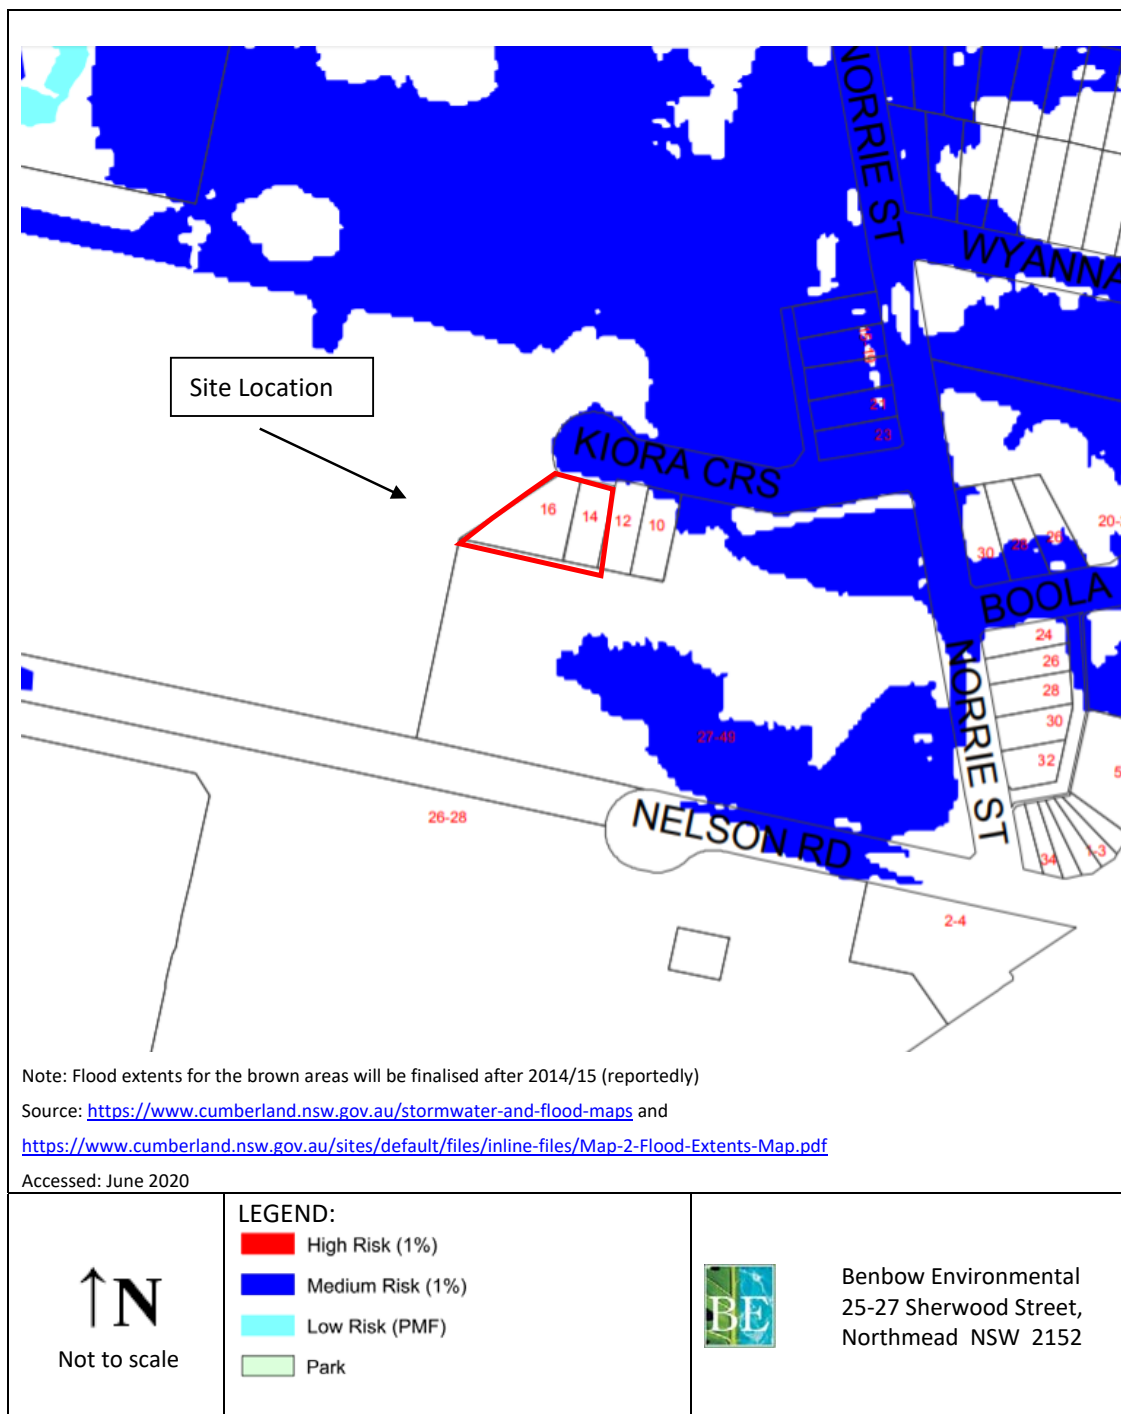 NORRIE ST
WYANNA
Site Location
21
23
KIORA CRS
16
14
12
10
30
28
26
20-
BOOLA
24
26
28
30
32
NORRIE ST
27-49
5
26-28
NELSON RD
34
1-3
2-4
Note: Flood extents for the brown areas will be finalised after 2014/15 (reportedly)
Source: https://www.cumberland.nsw.gov.au/stormwater-and-flood-maps and
https://www.cumberland.nsw.gov.au/sites/default/files/inline-files/Map-2-Flood-Extents-Map.pdf
Accessed: June 2020
↑N
Not to scale
LEGEND:
High Risk (1%)
Medium Risk (1%)
Low Risk (PMF)
Park
BE
Benbow Environmental
25-27 Sherwood Street,
Northmead NSW 2152